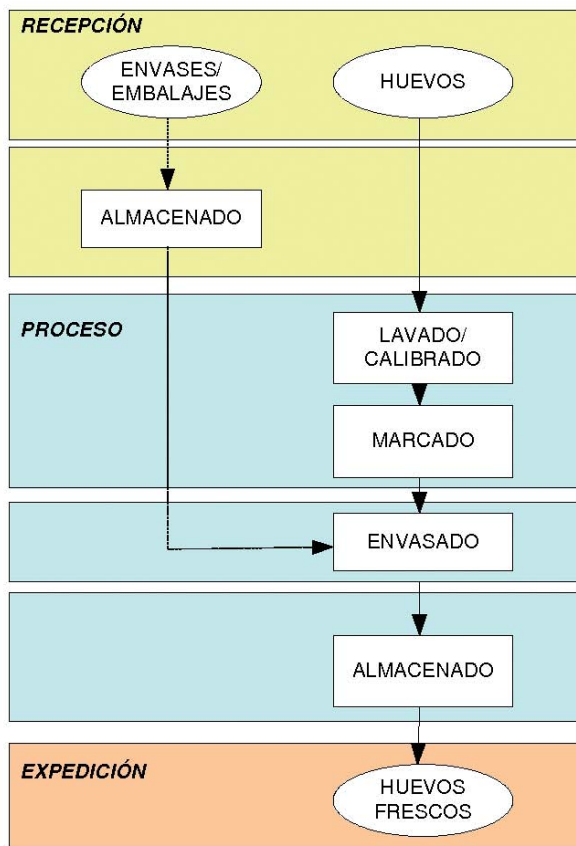 RECEPCIÓN
ENVASES/
EMBALAJES
HUEVOS
ALMACENADO
PROCESO
LAVADO/
CALIBRADO
MARCADO
ENVASADO
ALMACENADO
EXPEDICIÓN
HUEVOS
FRESCOS